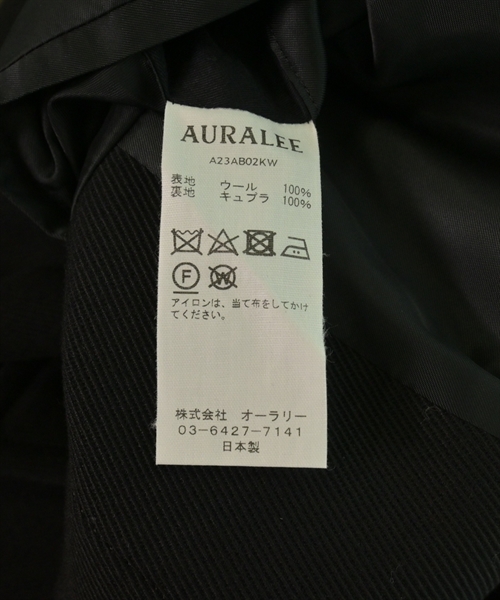 AURALEE
A23AB02KW
表地 ウール 100%
裏地 キュプラ 100%
F
W
アイロンは、当て布をしてかけ
てください。
株式会社 オーラリー
03-6427-7141
日本製